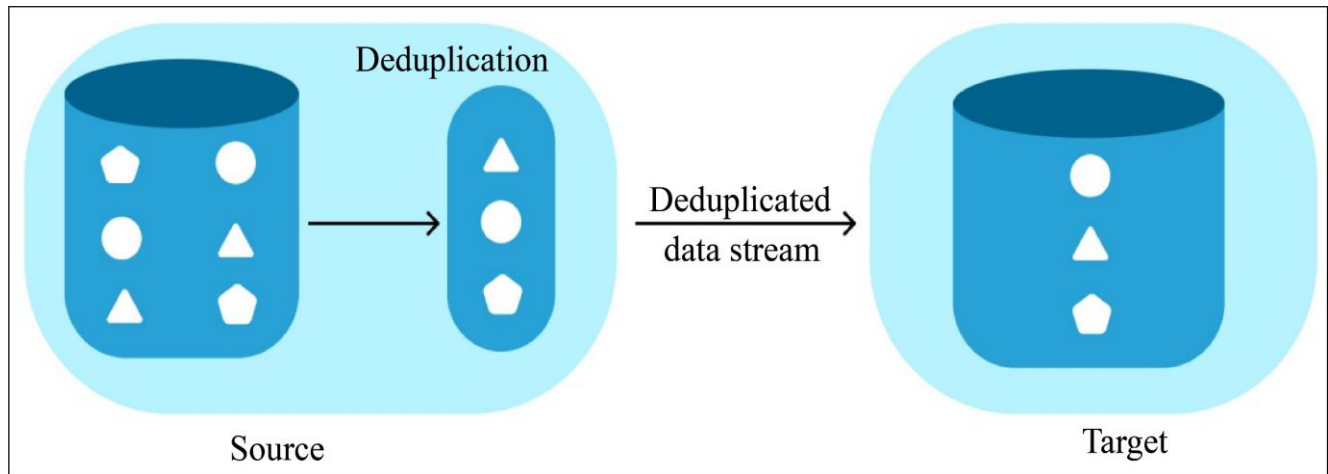 Deduplication
Deduplicated
data stream
Source
Target